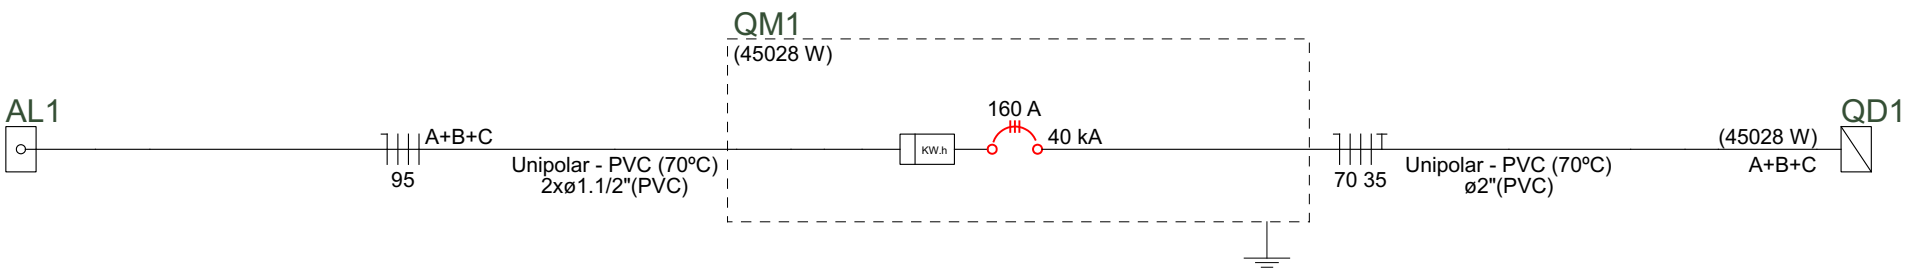 QM1
(45028 W)
AL1
160 A
QD1
A+B+C
40 kA
(45028 W)
KW.h
Unipolar - PVC (70ºC)
2xø1.1/2"(PVC)
95
70 35
Unipolar - PVC (70ºC)
ø2"(PVC)
A+B+C